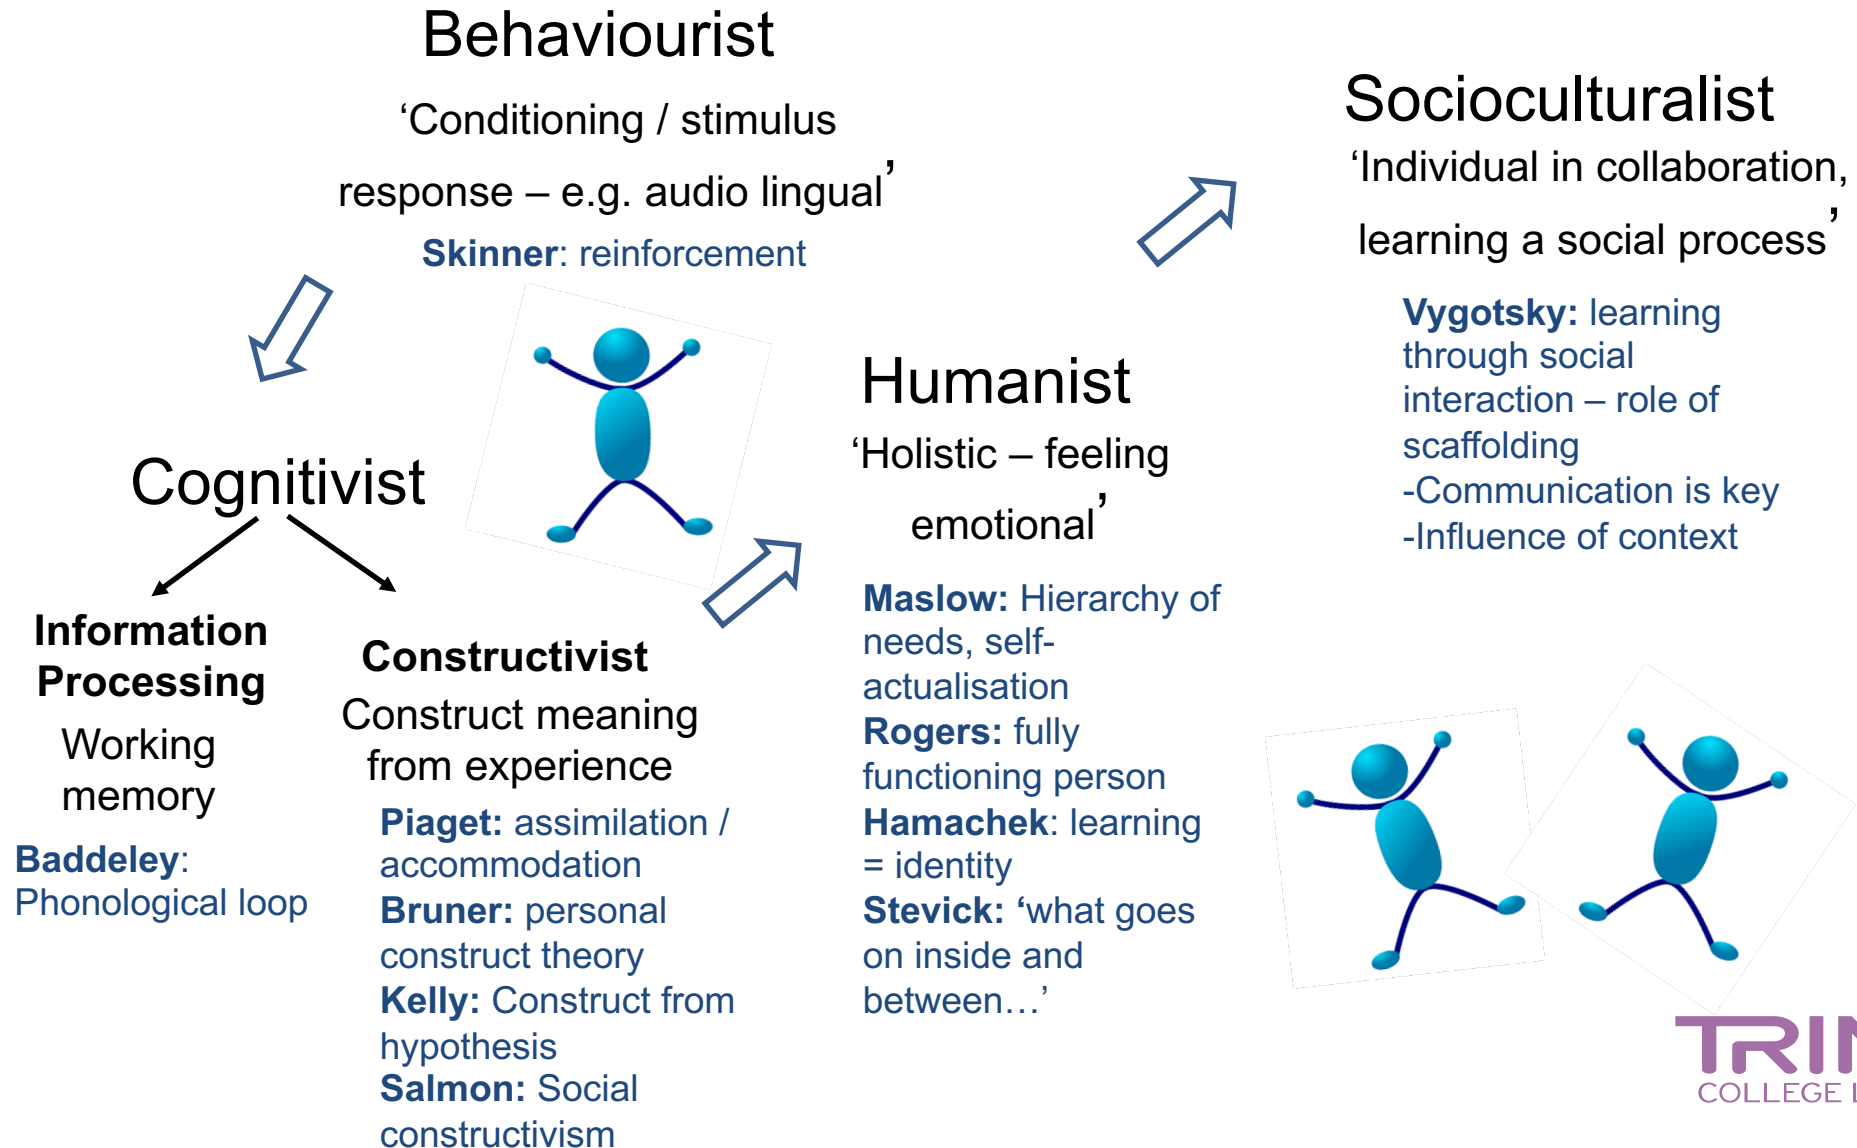 Behaviourist
‘Conditioning / stimulus
response – e.g. audio lingual’
Skinner: reinforcement
Cognitivist
Information
Processing
Working
memory
Baddeley:
Phonological loop
Constructivist
Construct meaning
from experience
Piaget: assimilation /
accommodation
Bruner: personal
construct theory
Kelly: Construct from
hypothesis
Salmon: Social
constructivism
Humanist
‘Holistic – feeling
emotional’
Maslow: Hierarchy of
needs, self-
actualisation
Rogers: fully
functioning person
Hamachek: learning
= identity
Stevick: ‘what goes
on inside and
between…’
Socioculturalist
‘Individual in collaboration,
learning a social process’
Vygotsky: learning
through social
interaction – role of
scaffolding
-Communication is key
-Influence of context
TRIN
COLLEGE L